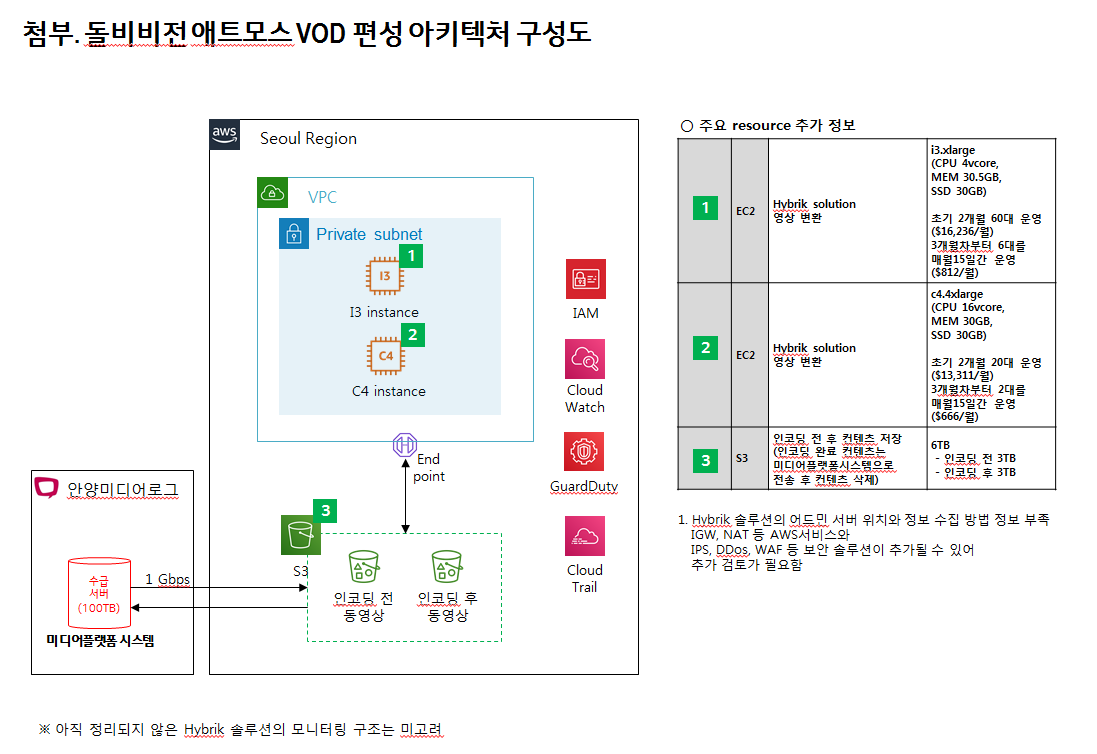 첨부. 돌비비전 애트모스 VOD 편성 아키텍처 구성도
aws
Seoul Region
VPC
Private subnet
1
I3
I3 instance
2
C4
C4 instance
End
point
IAM
Cloud
Watch
GuardDuty
Cloud
Trail
안양미디어로그
수급
서버
(100TB)
미디어플랫폼 시스템
1 Gbps
3
S3
인코딩 전
동영상
인코딩 후
동영상
○ 주요 resource 추가 정보
1
EC2
Hybrik solution
영상 변환
i3.xlarge
(CPU 4vcore,
MEM 30.5GB,
SSD 30GB)
초기 2개월 60대 운영
($16,236/월)
3개월차부터 6대를
매월15일간 운영
($812/월)
2
EC2
Hybrik solution
영상 변환
c4.4xlarge
(CPU 16vcore,
MEM 30GB,
SSD 30GB)
초기 2개월 20대 운영
($13,311/월)
3개월차부터 2대를
매월15일간 운영
($666/월)
3
S3
인코딩 전 후 컨텐츠 저장
(인코딩 완료 컨텐츠는
미디어플랫폼시스템으로
전송 후 컨텐츠 삭제)
6TB
- 인코딩 전 3TB
- 인코딩 후 3TB
1. Hybrik 솔루션의 어드민 서버 위치와 정보 수집 방법 정보 부족
IGW, NAT 등 AWS서비스와
IPS, DDos, WAF 등 보안 솔루션이 추가될 수 있어
추가 검토가 필요함
※ 아직 정리되지 않은 Hybrik 솔루션의 모니터링 구조는 미고려